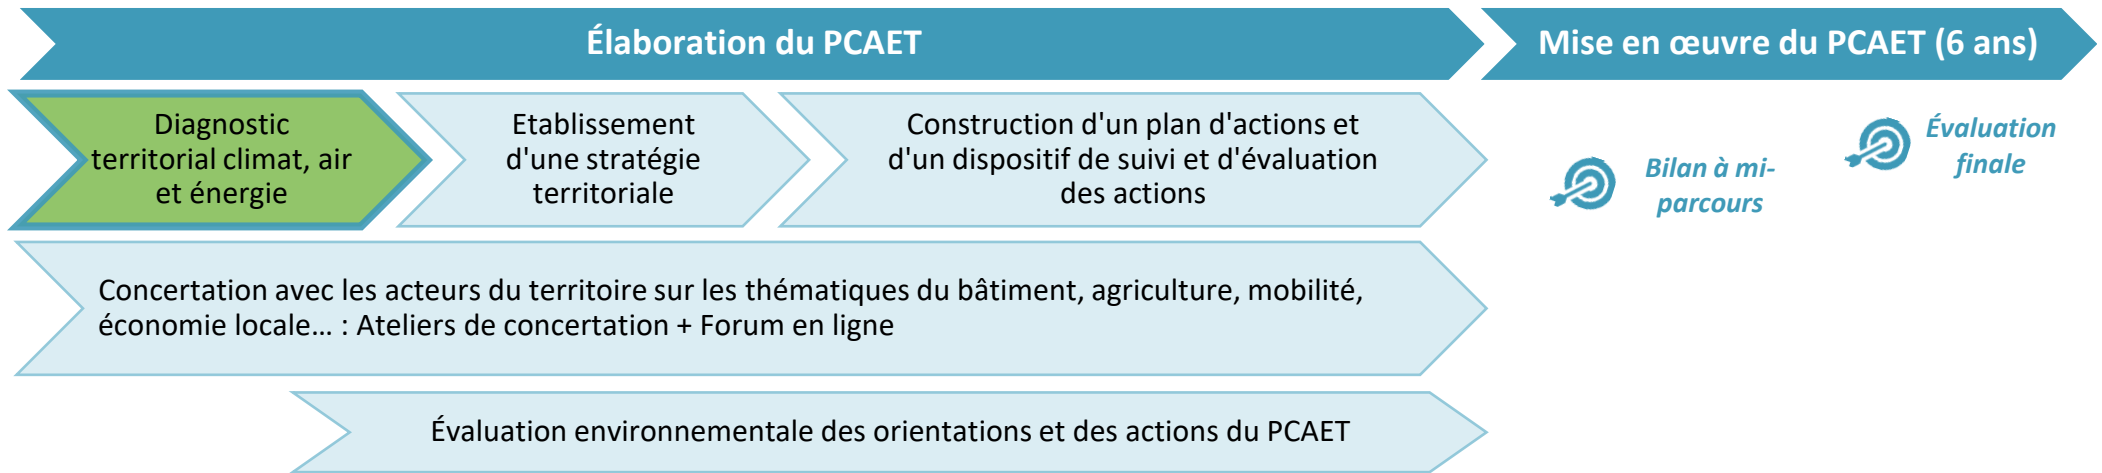 Élaboration du PCAET
Mise en œuvre du PCAET (6 ans)
Diagnostic
territorial climat, air
et énergie
Etablissement
d'une stratégie
territoriale
Construction d'un plan d'actions et
d'un dispositif de suivi et d'évaluation
des actions
Bilan à mi-
parcours
Évaluation
finale
Concertation avec les acteurs du territoire sur les thématiques du bâtiment, agriculture, mobilité,
économie locale… : Ateliers de concertation + Forum en ligne
Évaluation environnementale des orientations et des actions du PCAET